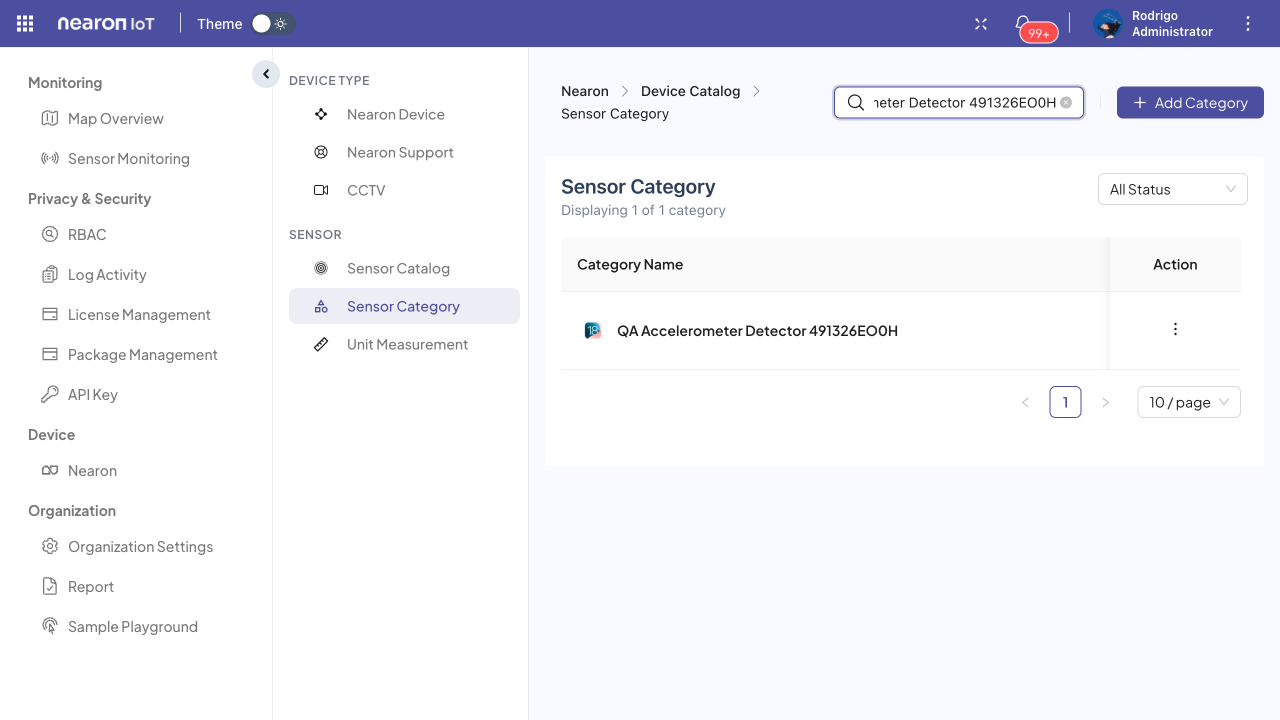 nearon IoT
Theme
99+
Rodrigo
Administrator
Monitoring
Map Overview
Sensor Monitoring
Privacy & Security
RBAC
Log Activity
License Management
Package Management
API Key
Device
Nearon
Organization
Organization Settings
Report
Sample Playground
DEVICE TYPE
Nearon Device
Nearon Support
CCTV
SENSOR
Sensor Catalog
Sensor Category
Unit Measurement
Nearon > Device Catalog >
Sensor Category
neter Detector 491326EO0H
+ Add Category
Sensor Category
Displaying 1 of 1 category
All Status
Category Name
Action
18
QA Accelerometer Detector 491326EO0H
< 1 >
10 / page